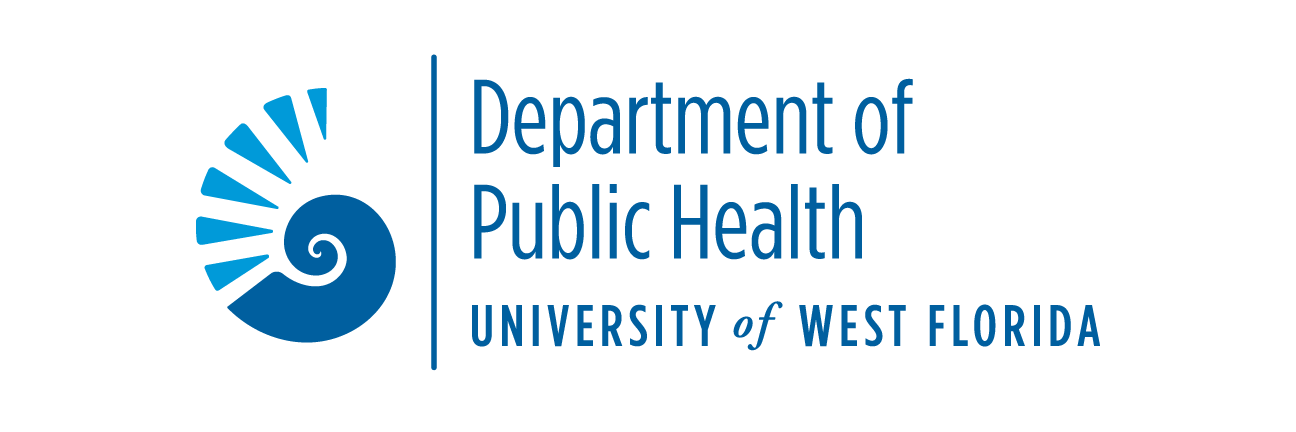 Department of
Public Health
UNIVERSITY of WEST FLORIDA